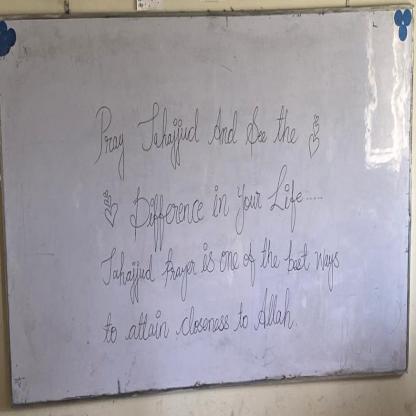 Pray Tahajjud And See the
Difference in Your Life.....
Tahajjud Prayer is one of the best ways
to attain closeness to Allah.